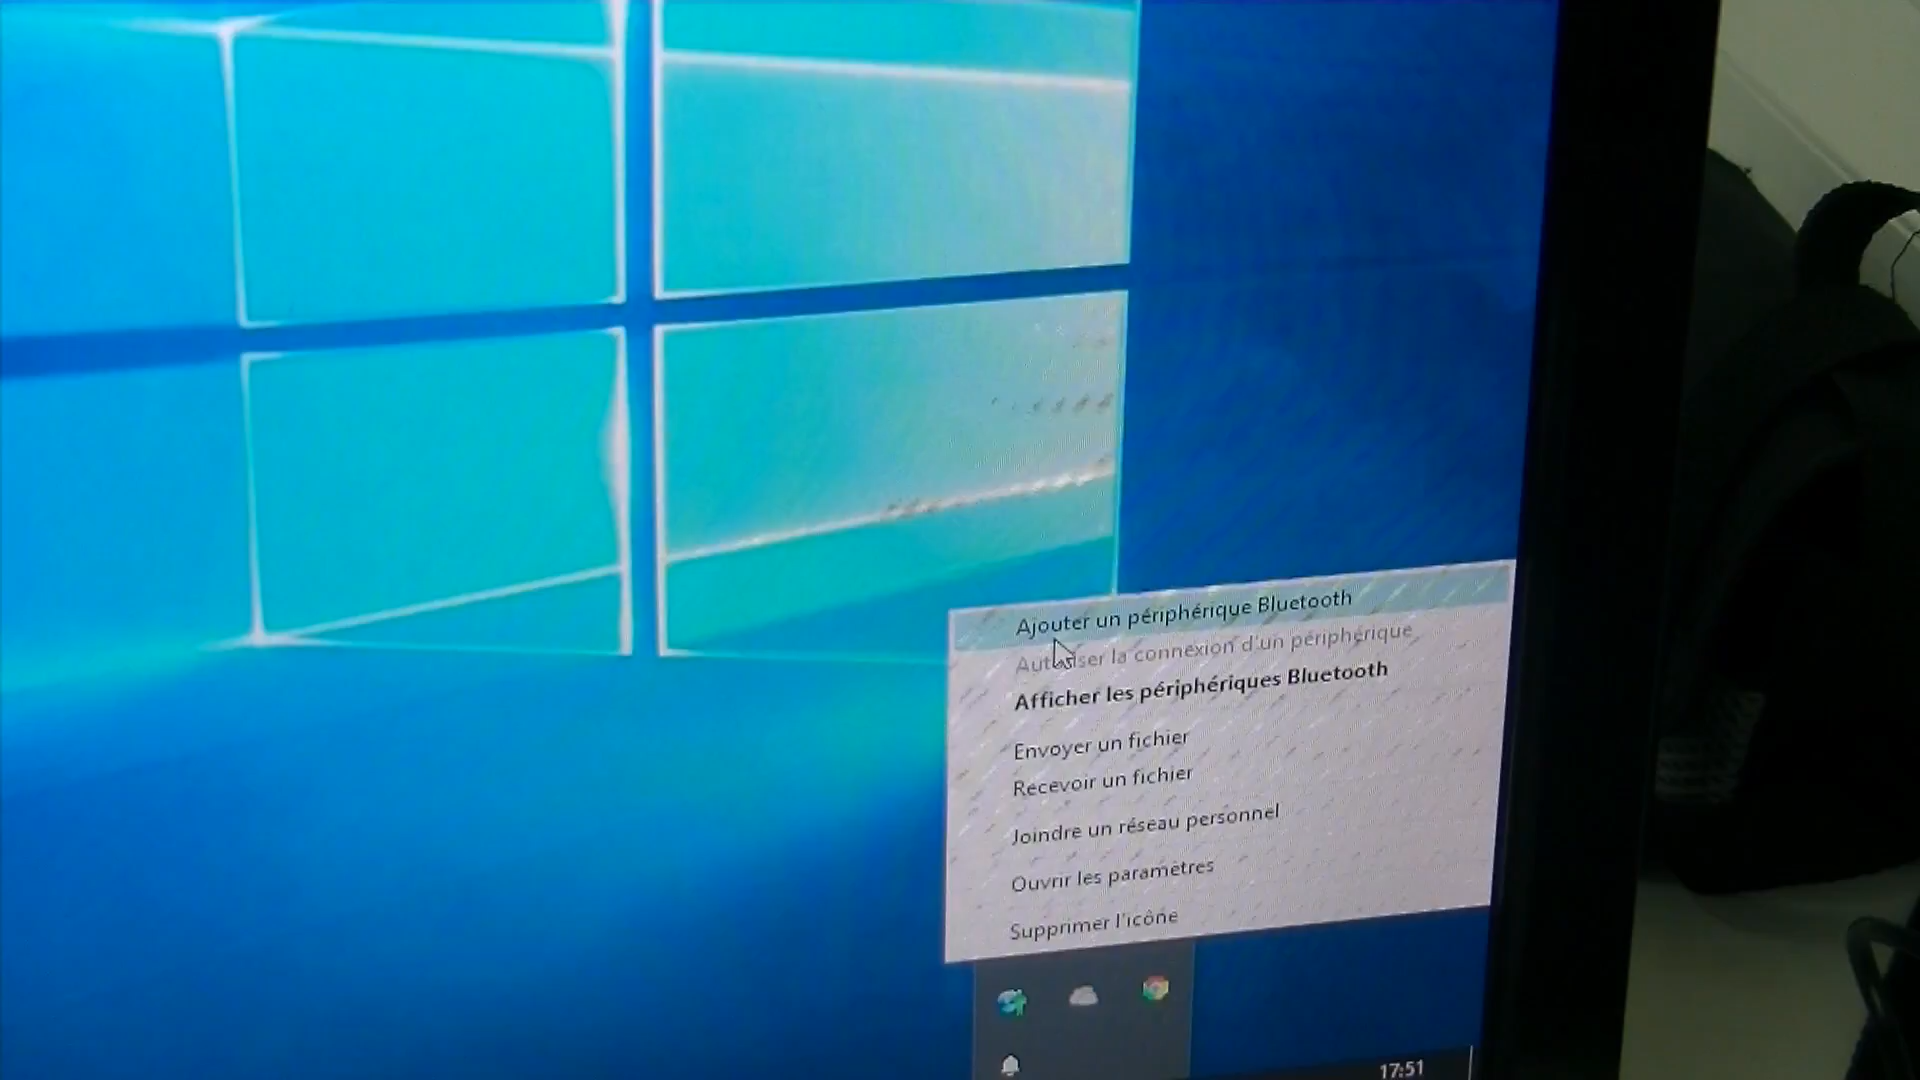 Ajouter un périphérique Bluetooth
Autoriser la connexion d'un périphérique
Afficher les périphériques Bluetooth
Envoyer un fichier
Recevoir un fichier
Joindre un réseau personnel
Ouvrir les paramètres
Supprimer l'icône
17:51